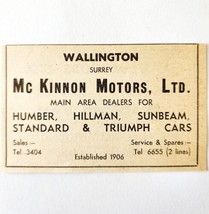 WALLINGTON
SURREY
Mc KINNON MOTORS, LTD.
MAIN AREA DEALERS FOR
HUMBER, HILLMAN, SUNBEAM,
STANDARD & TRIUMPH CARS
Sales— Service & Spares—
Tel 3404 Tel 6655 (2 lines)
Established 1906